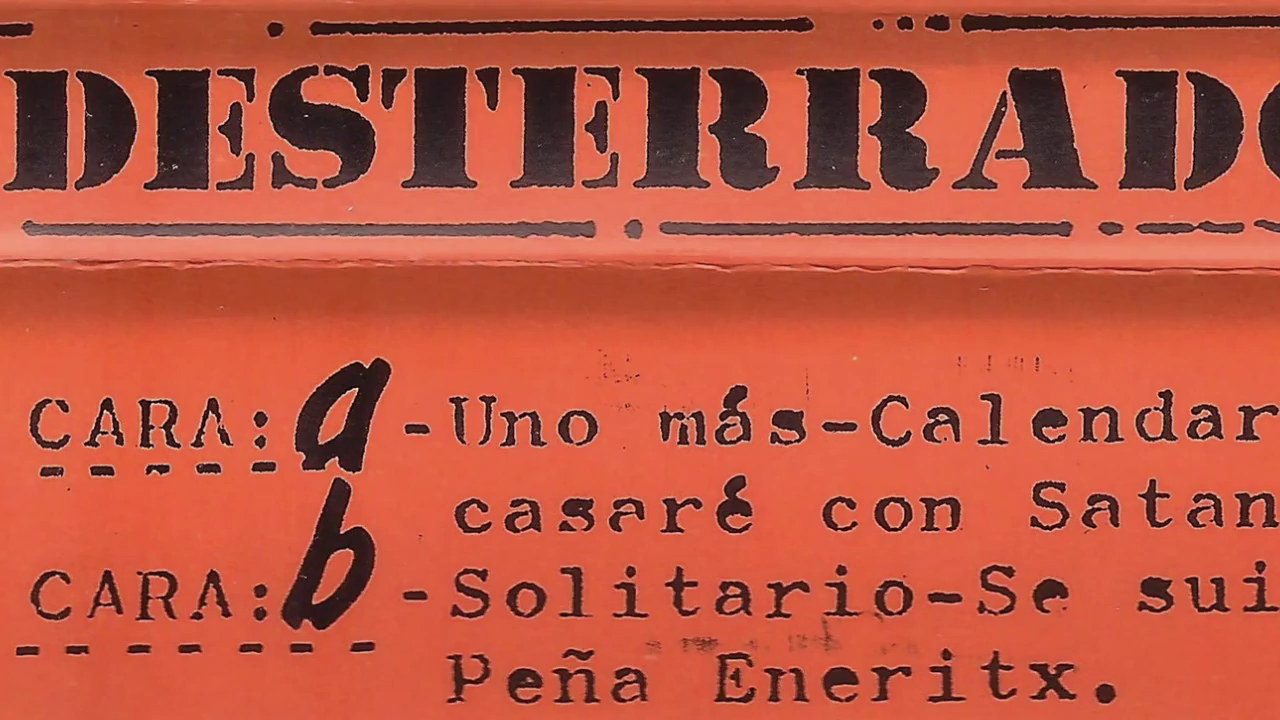 DESTERRADO
CARA:a-Uno más-Calendar
casaré con Satan
CARA:b-Solitario-Se sui
Peña Eneritx.